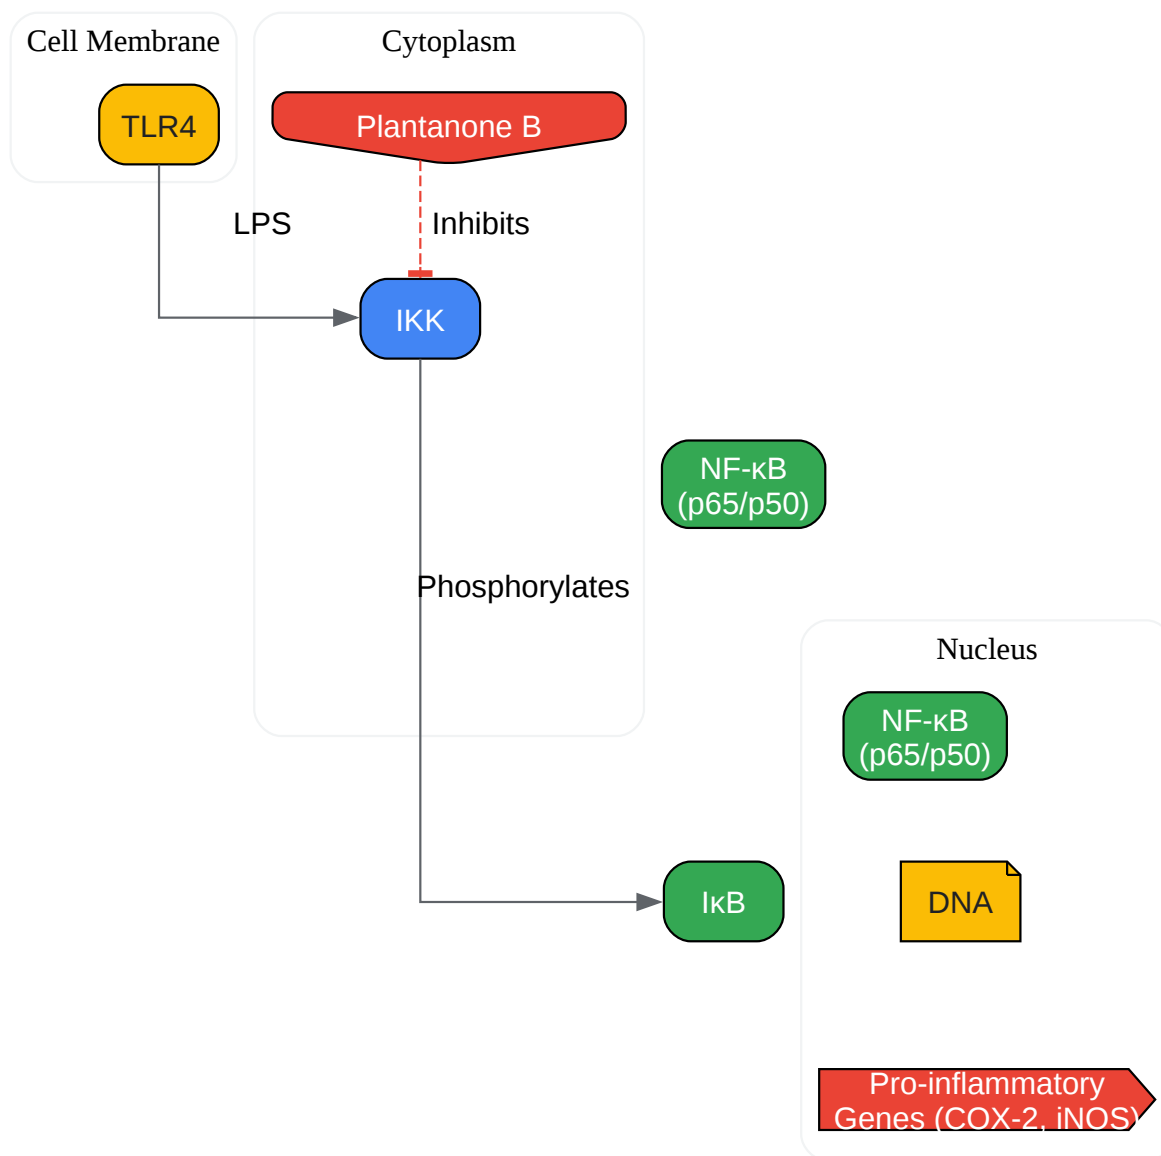 Cell Membrane
Cytoplasm
TLR4
Plantanone B
LPS
Inhibits
IKK
NF-κB
(p65/p50)
Phosphorylates
Nucleus
NF-κB
(p65/p50)
IκB
DNA
Pro-inflammatory
Genes (COX-2, iNOS)